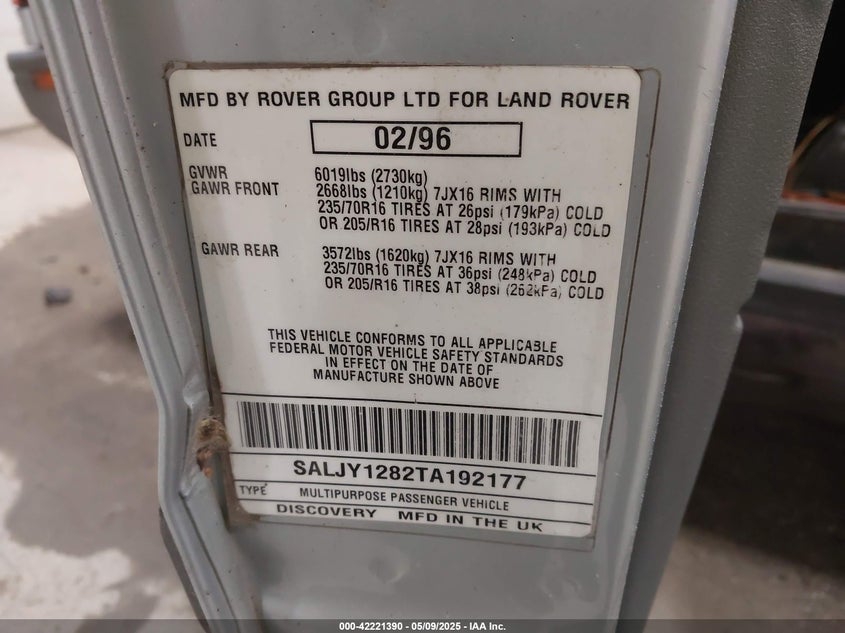 MFD BY ROVER GROUP LTD FOR LAND ROVER
DATE 02/96
GVWR 6019lbs (2730kg)
GAWR FRONT 2668lbs (1210kg) 7JX16 RIMS WITH
235/70R16 TIRES AT 26psi (179kPa) COLD
OR 205/R16 TIRES AT 28psi (193kPa) COLD
GAWR REAR 3572lbs (1620kg) 7JX16 RIMS WITH
235/70R16 TIRES AT 36psi (248kPa) COLD
OR 205/R16 TIRES AT 38psi (262kPa) COLD
THIS VEHICLE CONFORMS TO ALL APPLICABLE
FEDERAL MOTOR VEHICLE SAFETY STANDARDS
IN EFFECT ON THE DATE OF
MANUFACTURE SHOWN ABOVE
SALJY1282TA192177
TYPE MULTIPURPOSE PASSENGER VEHICLE
DISCOVERY MFD IN THE UK
000-42221390 - 05/09/2025 - IAA Inc.